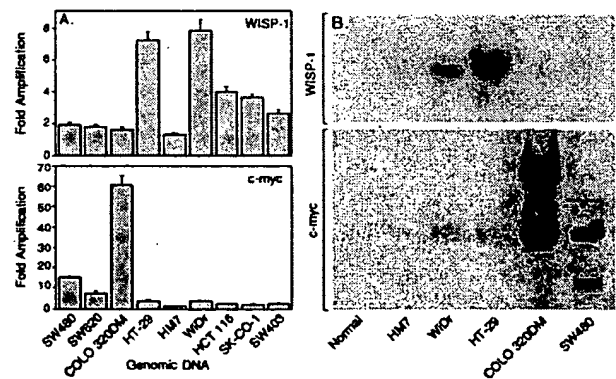 A.
WISP-1
Fold Amplification
8
6
4
2
0
c-myc
Fold Amplification
70
60
50
40
30
20
10
0
SW480
SW620
COLO 320DM
HT-29
HM7
WiDr
HCT 116
SK-CO-1
SW403
Genomic DNA
B.
WISP-1
c-myc
Normal
HM7
WiDr
HT-29
COLO 320DM
SW480